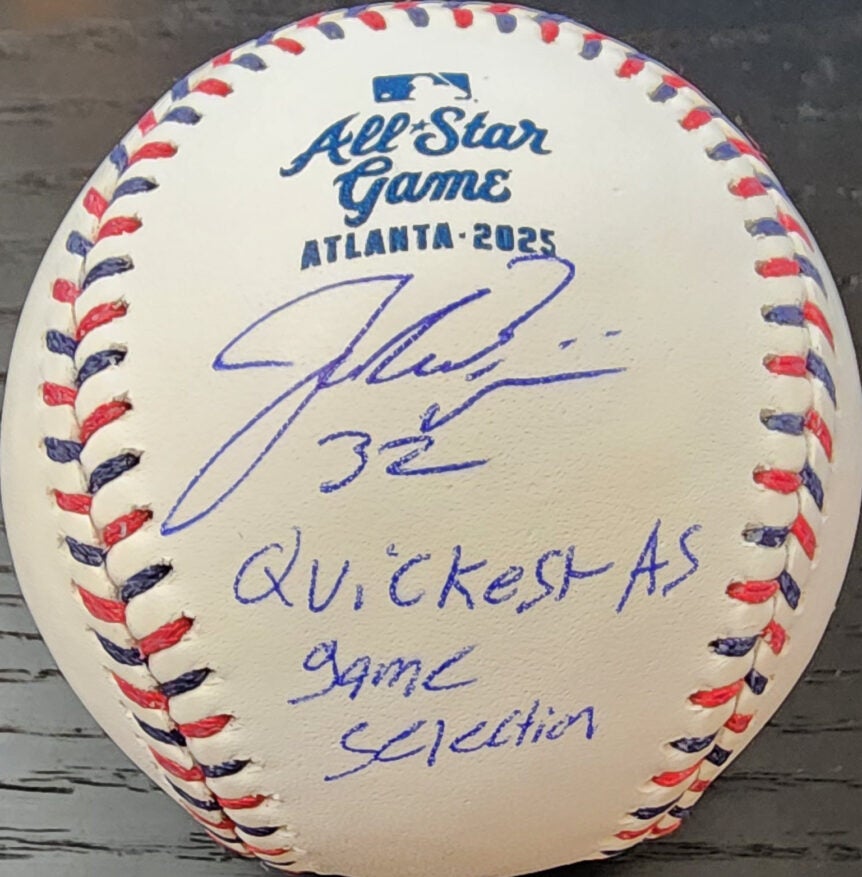 All★Star
Game
ATLANTA·2025
32
Quickest AS
game
selection